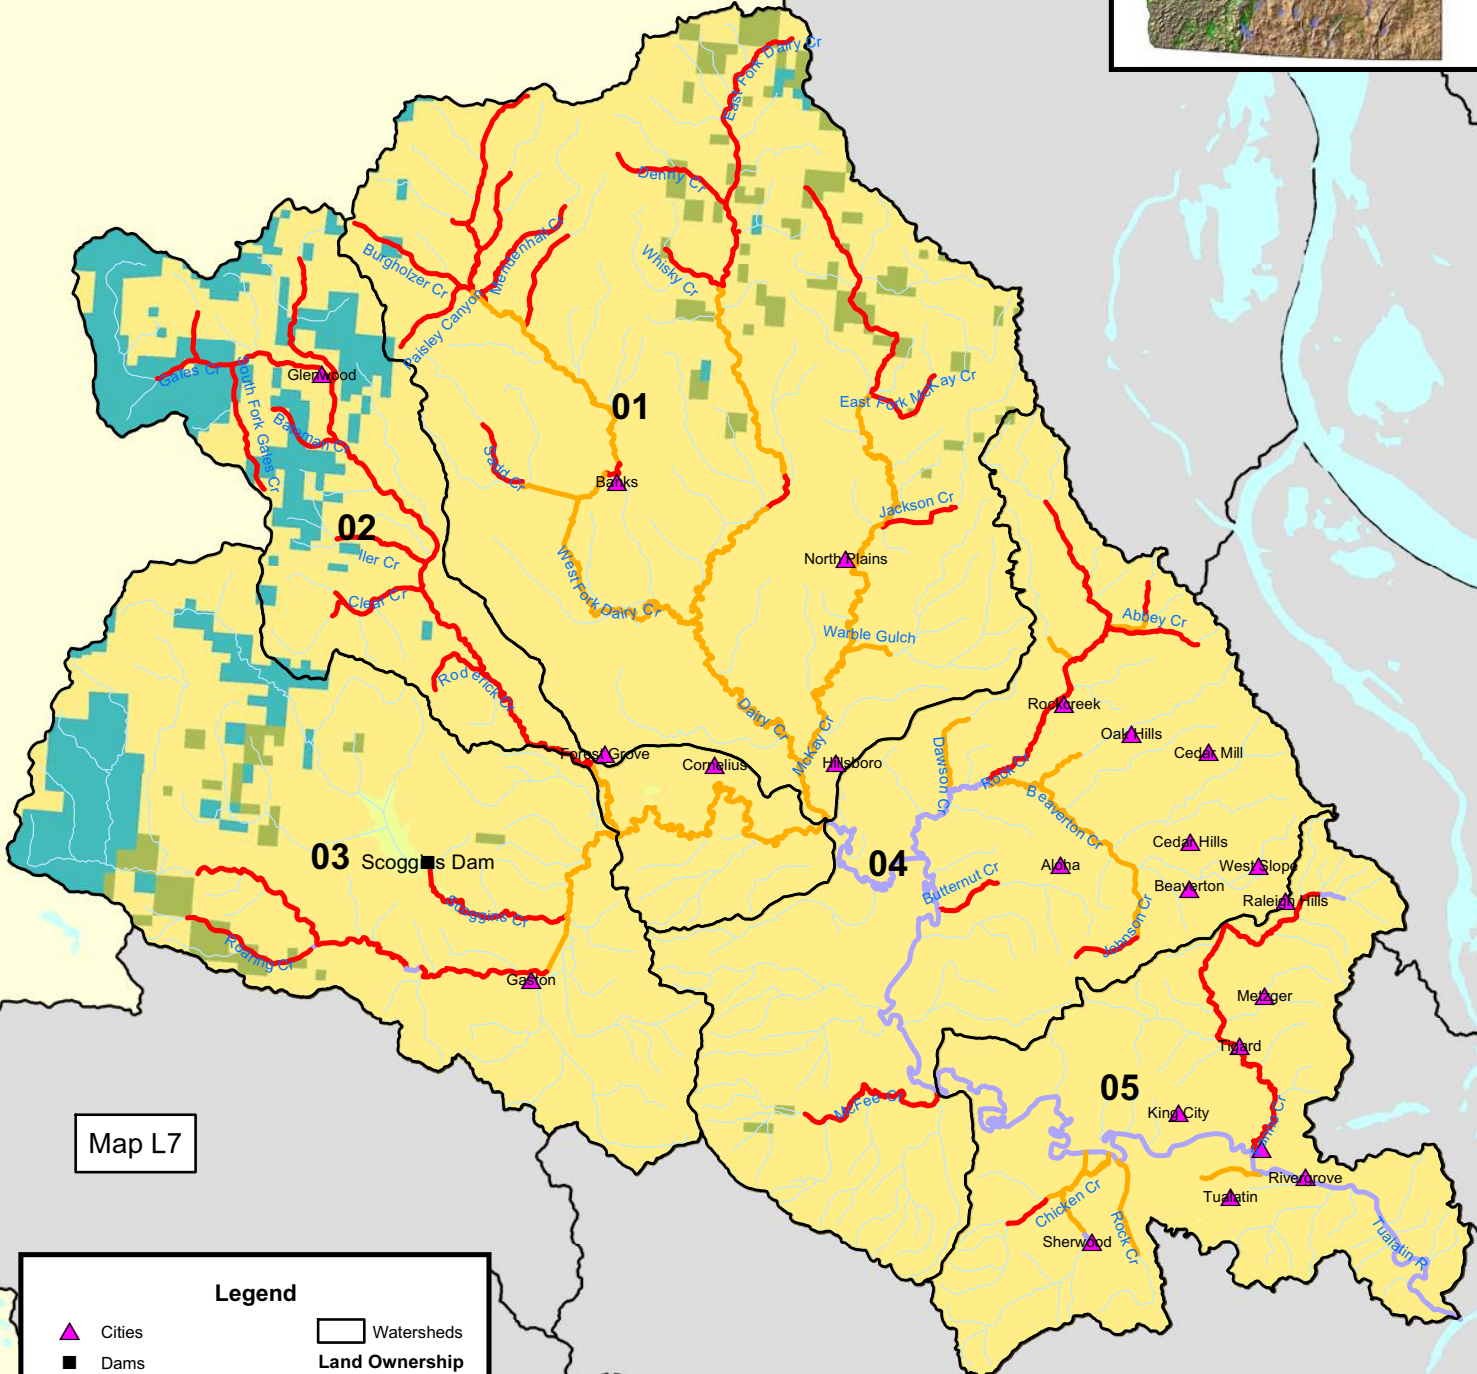 East Fork Dairy Cr
Denny Cr
Whisky Cr
Mendenhall Cr
Burgholzer Cr
Paisley Canyon
Gales Cr
South Fork Gales Cr
Glenwood
Bateman Cr
01
East Fork McKay Cr
Sadd Cr
Banks
Jackson Cr
02
Iler Cr
North Plains
West Fork Dairy Cr
Clear Cr
Abbey Cr
Warble Gulch
Roderick Cr
Rockcreek
Dairy Cr
McKay Cr
Oak Hills
Cedar Mill
Forest Grove
Cornelius
Hillsboro
Dawson Cr
Rock Cr
Beaverton Cr
03
Scoggins Dam
04
Cedar Hills
Aloha
West Slope
Butternut Cr
Beaverton
Raleigh Hills
Scoggins Cr
Johnson Cr
Roaring Cr
Gaston
Metzger
Tigard
McFee Cr
05
King City
Fanno Cr
Map L7
Rivergrove
Tualatin
Chicken Cr
Rock Cr
Sherwood
Tualatin R
Legend
Cities
Watersheds
Dams
Land Ownership